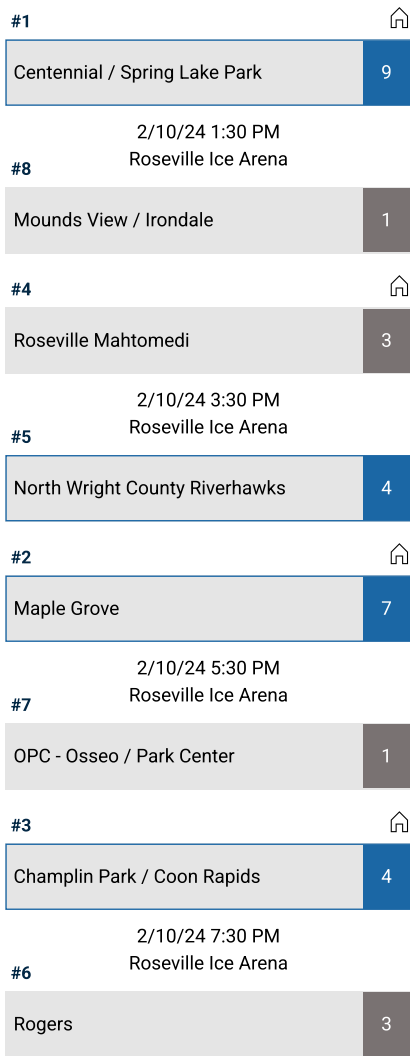 #1
Centennial / Spring Lake Park
9
2/10/24 1:30 PM
Roseville Ice Arena
#8
Mounds View / Irondale
1
#4
Roseville Mahtomedi
3
2/10/24 3:30 PM
Roseville Ice Arena
#5
North Wright County Riverhawks
4
#2
Maple Grove
7
2/10/24 5:30 PM
Roseville Ice Arena
#7
OPC - Osseo / Park Center
1
#3
Champlin Park / Coon Rapids
4
2/10/24 7:30 PM
Roseville Ice Arena
#6
Rogers
3